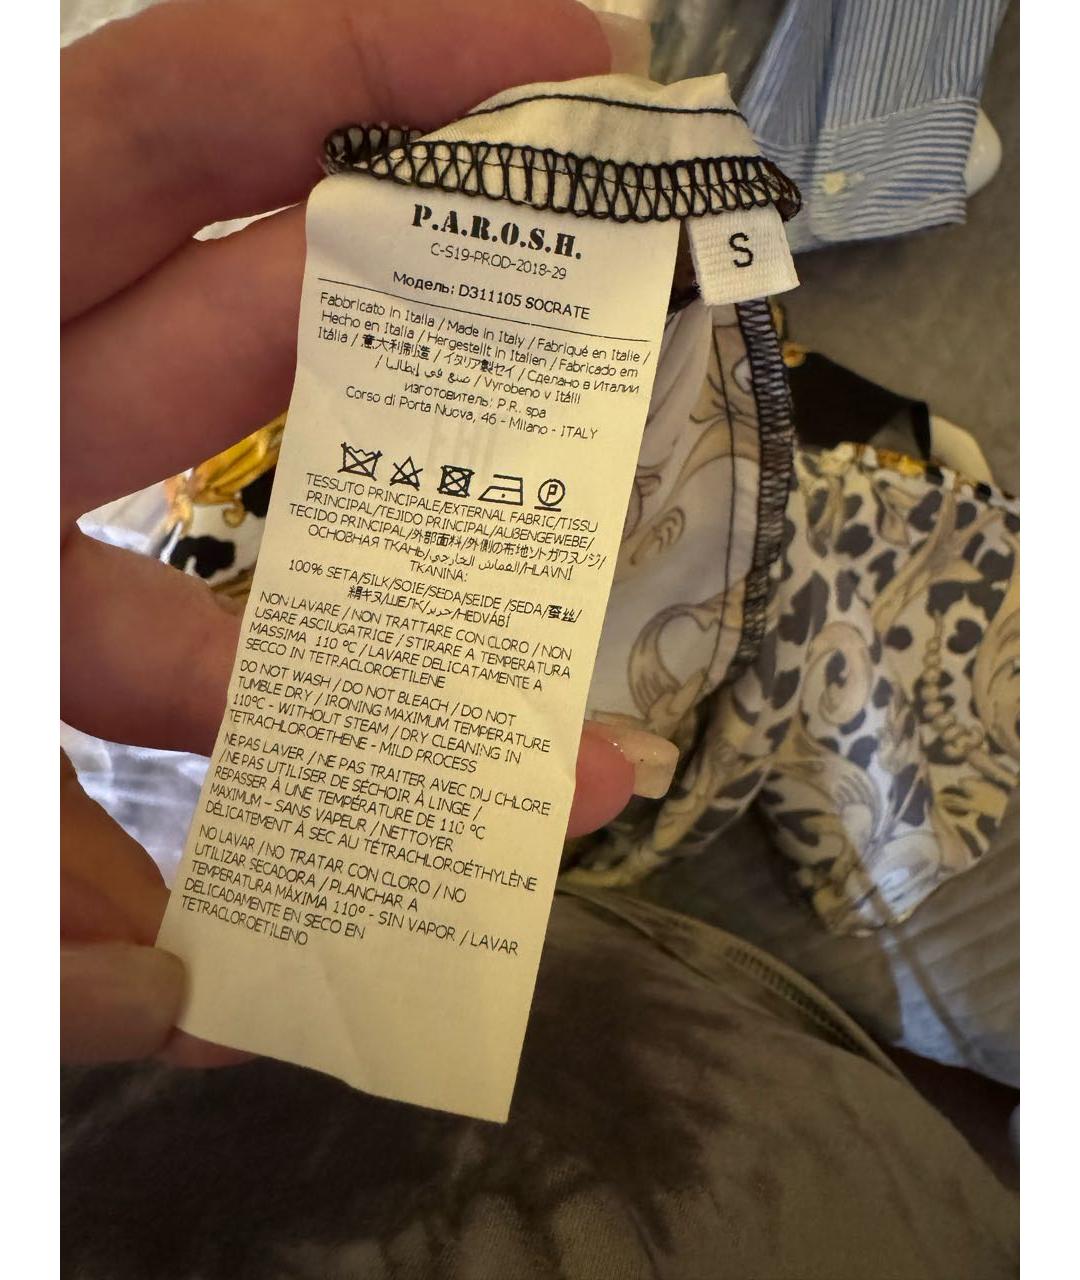 P.A.R.O.S.H.
S
C-S19-PROD-2018-29
Модель: D311105 SOCRATE
Fabbricato in Italia / Made in Italy / Fabriqué en Italie /
Hecho en Italia / Hergestellt in Italien / Fabricado em
Itália / 意大利制造 / イタリア製セイ / Сделано в Италии
/ صنع في إيطاليا / Vyrobeno v Itálii
изготовитель: P.R. spa
Corso di Porta Nuova, 46 - Milano - ITALY
P
TESSUTO PRINCIPALE/EXTERNAL FABRIC/TISSU
PRINCIPAL/TEJIDO PRINCIPAL/AUßENGEWEBE/
TECIDO PRINCIPAL/外部面料/外側の布地ソトガワヌノジ/
ОСНОВНАЯ ТКАНЬ/القماش الخارجي/HLAVNÍ
TKANINA:
100% SETA/SILK/SOIE/SEDA/SEIDE /SEDA/蚕丝/
絹キヌ/ШЕЛК/حرير/HEDVÁBÍ
NON LAVARE / NON TRATTARE CON CLORO / NON
USARE ASCIUGATRICE / STIRARE A TEMPERATURA
MASSIMA 110 °C / LAVARE DELICATAMENTE A
SECCO IN TETRACLOROETILENE
DO NOT WASH / DO NOT BLEACH / DO NOT
TUMBLE DRY / IRONING MAXIMUM TEMPERATURE
110°C - WITHOUT STEAM / DRY CLEANING IN
TETRACHLOROETHENE - MILD PROCESS
NE PAS LAVER / NE PAS TRAITER AVEC DU CHLORE
/ NE PAS UTILISER DE SÉCHOIR À LINGE /
REPASSER À UNE TEMPÉRATURE DE 110 °C
MAXIMUM - SANS VAPEUR / NETTOYER
DÉLICATEMENT À SEC AU TÉTRACHLOROÉTHYLÈNE
NO LAVAR / NO TRATAR CON CLORO / NO
UTILIZAR SECADORA / PLANCHAR A
TEMPERATURA MÁXIMA 110° - SIN VAPOR / LAVAR
DELICADAMENTE EN SECO EN
TETRACLOROETILENO